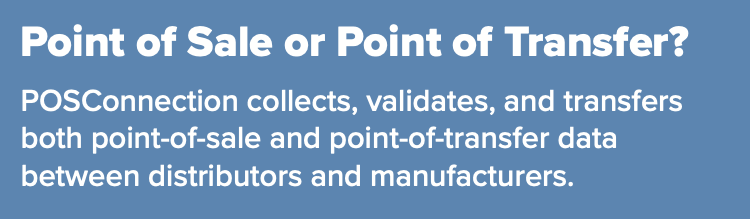 Point of Sale or Point of Transfer?
POSConnection collects, validates, and transfers
both point-of-sale and point-of-transfer data
between distributors and manufacturers.